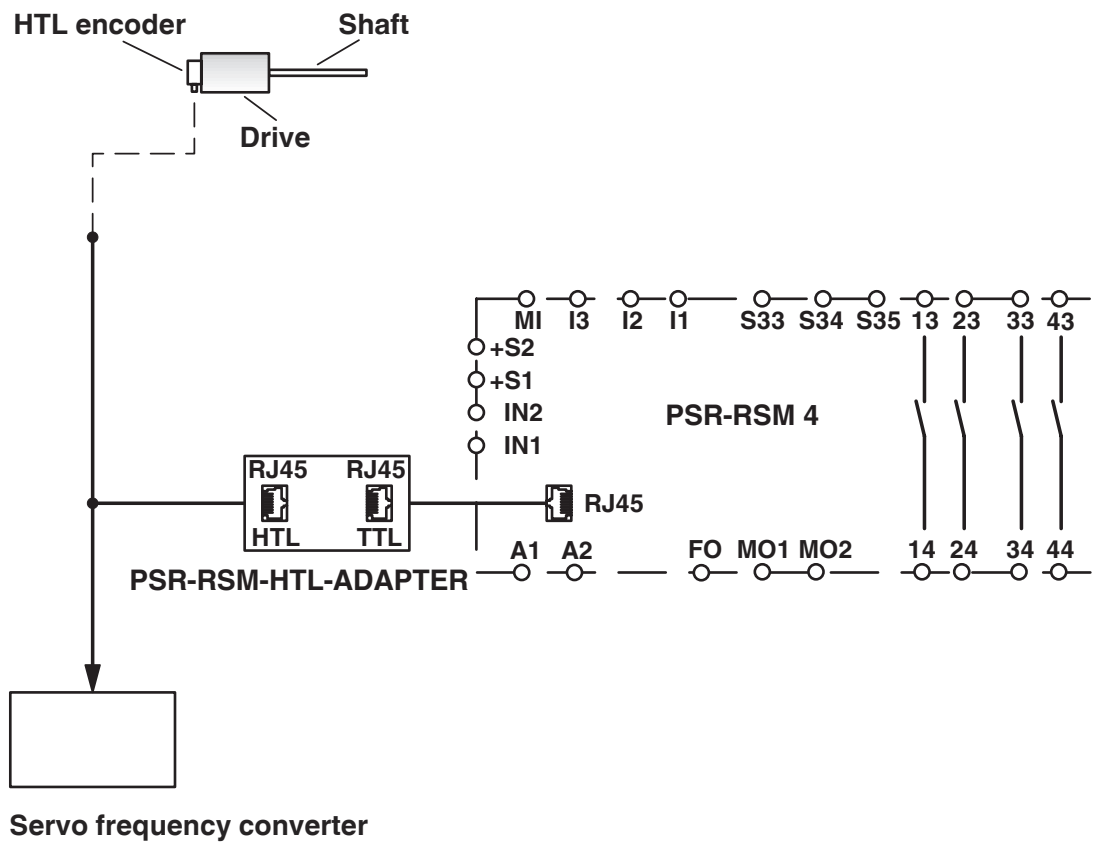 HTL encoder
Shaft
Drive
MI I3 I2 I1 S33 S34 S35 13 23 33 43
+S2
+S1
IN2
IN1
PSR-RSM 4
RJ45 RJ45
HTL TTL
RJ45
A1 A2 FO MO1 MO2 14 24 34 44
PSR-RSM-HTL-ADAPTER
Servo frequency converter